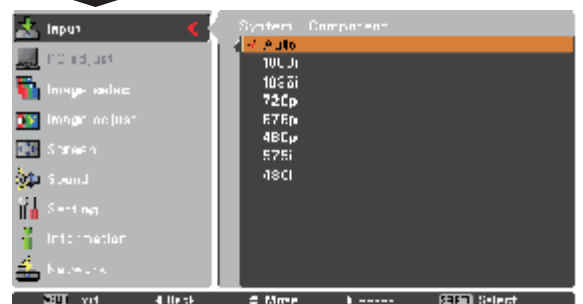 Input
PC adjust
Image select
Image adjust
Screen
Sound
Setting
Information
Network
System Component
Auto
1080i
1035i
720p
575p
480p
575i
480i
Exit Back Move ----- Select